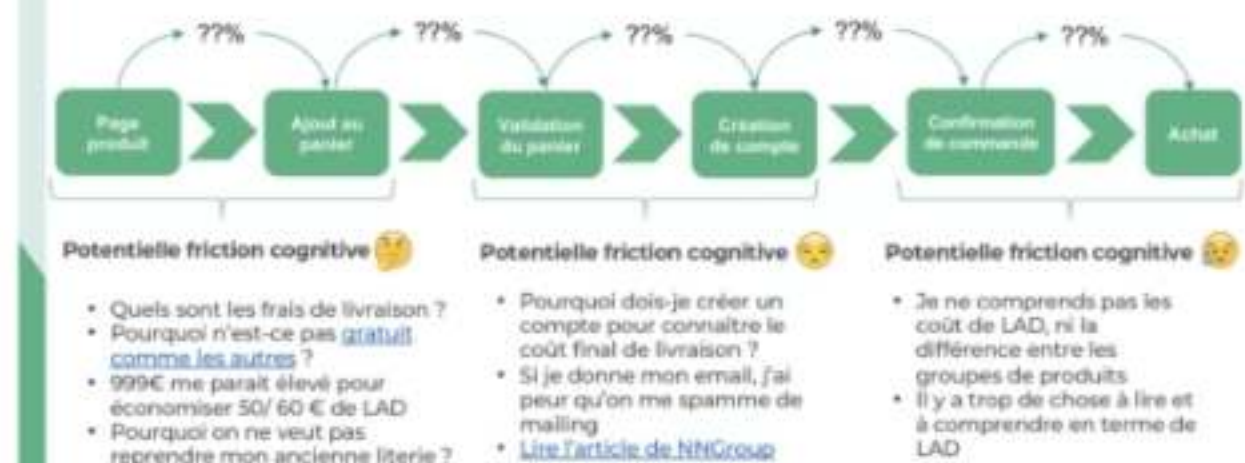 ??%
??%
??%
??%
??%
Page
produit
Ajout au
panier
Validation
du panier
Création
de compte
Confirmation
de commande
Achat
Potentielle friction cognitive
• Quels sont les frais de livraison ?
• Pourquoi n'est-ce pas gratuit
comme les autres ?
• 999€ me parait élevé pour
économiser 50/ 60 € de LAD
• Pourquoi on ne veut pas
reprendre mon ancienne literie ?
Potentielle friction cognitive
• Pourquoi dois-je créer un
compte pour connaître le
coût final de livraison ?
• Si je donne mon email, j'ai
peur qu'on me spamme de
mailing
• Lire l'article de NNGroup
Potentielle friction cognitive
• Je ne comprends pas les
coût de LAD, ni la
différence entre les
groupes de produits
• Il y a trop de chose à lire et
à comprendre en terme de
LAD